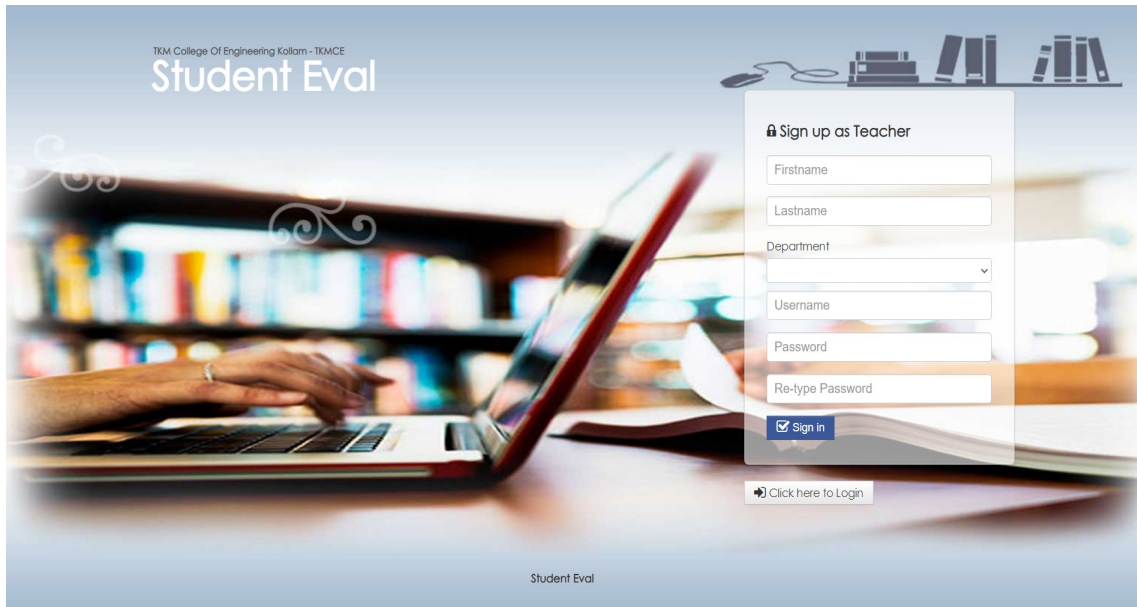 TKM College Of Engineering Kollam - TKMCE
Student Eval
Sign up as Teacher
Firstname
Lastname
Department
Username
Password
Re-type Password
Sign in
Click here to Login
Student Eval